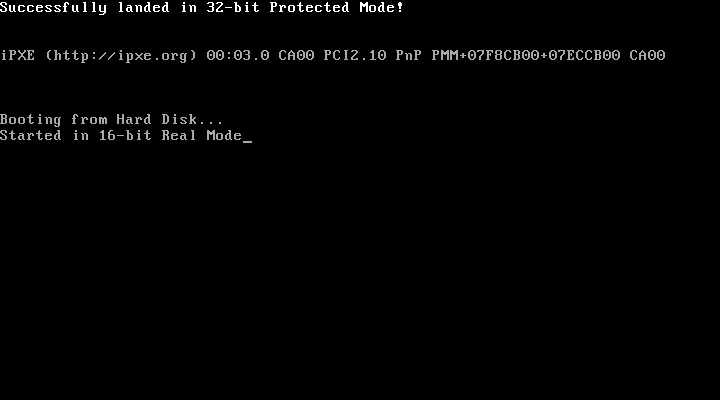 Successfully landed in 32-bit Protected Mode!
iPXE (http://ipxe.org) 00:03.0 CA00 PCI2.10 PnP PMM+07F8CB00+07ECCB00 CA00
Booting from Hard Disk...
Started in 16-bit Real Mode_